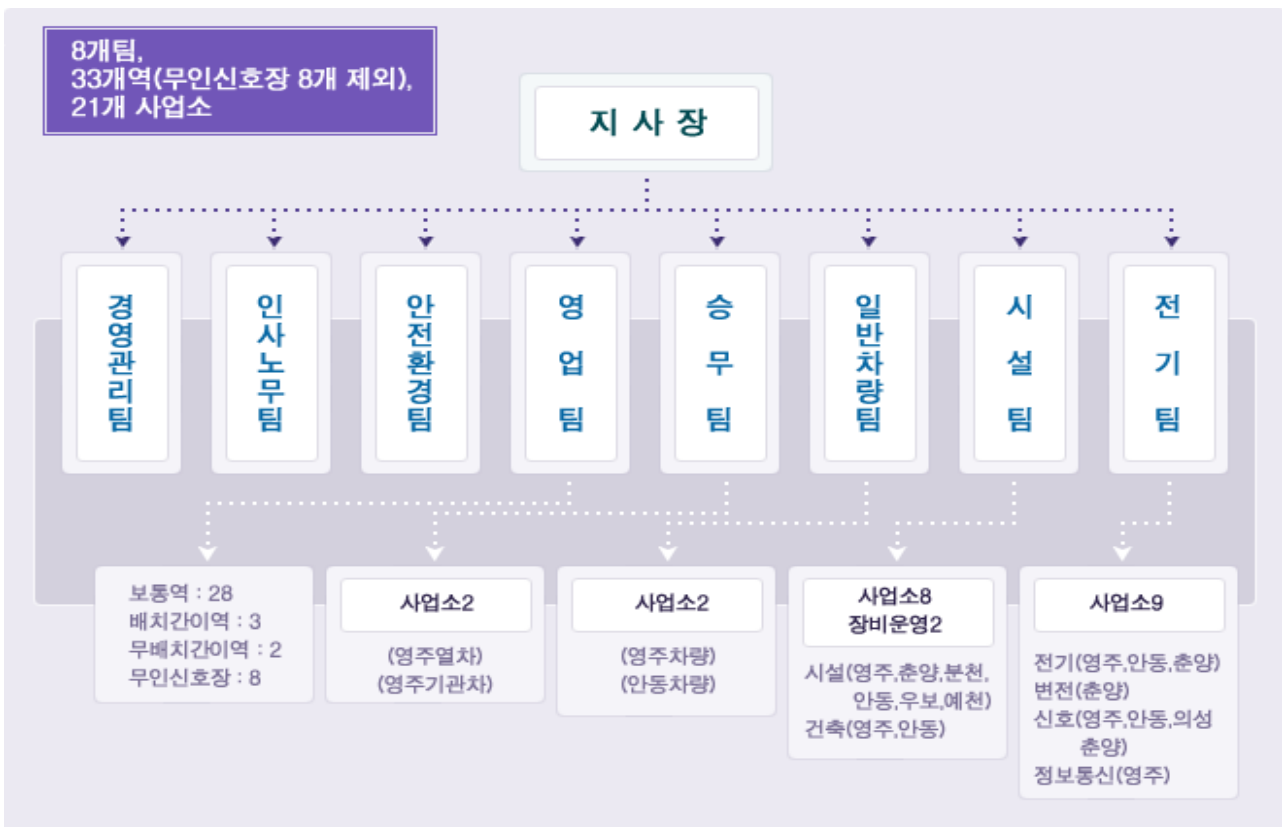 8개팀,
33개역(무인신호장 8개 제외),
21개 사업소
지 사 장
경영관리팀
인사노무팀
안전환경팀
영 업 팀
승 무 팀
일반차량팀
시 설 팀
전 기 팀
보통역 : 28
배치간이역 : 3
무배치간이역 : 2
무인신호장 : 8
사업소2
(영주열차)
(영주기관차)
사업소2
(영주차량)
(안동차량)
사업소8
장비운영2
시설(영주,춘양,분천,
안동,우보,예천)
건축(영주,안동)
사업소9
전기(영주,안동,춘양)
변전(춘양)
신호(영주,안동,의성
춘양)
정보통신(영주)